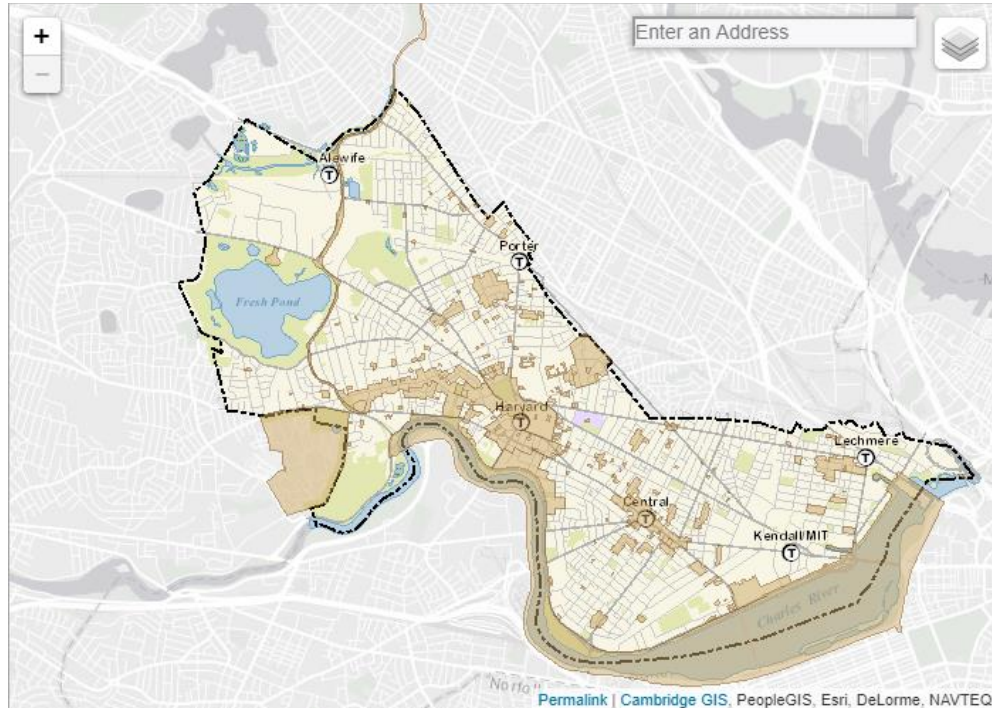 +
Enter an Address
−
Alewife
T
Porter
T
Fresh Pond
Harvard
T
Lechmere
T
Central
T
Kendall/MIT
T
Charles River
Norfol
Permalink | Cambridge GIS, PeopleGIS, Esri, DeLorme, NAVTEQ